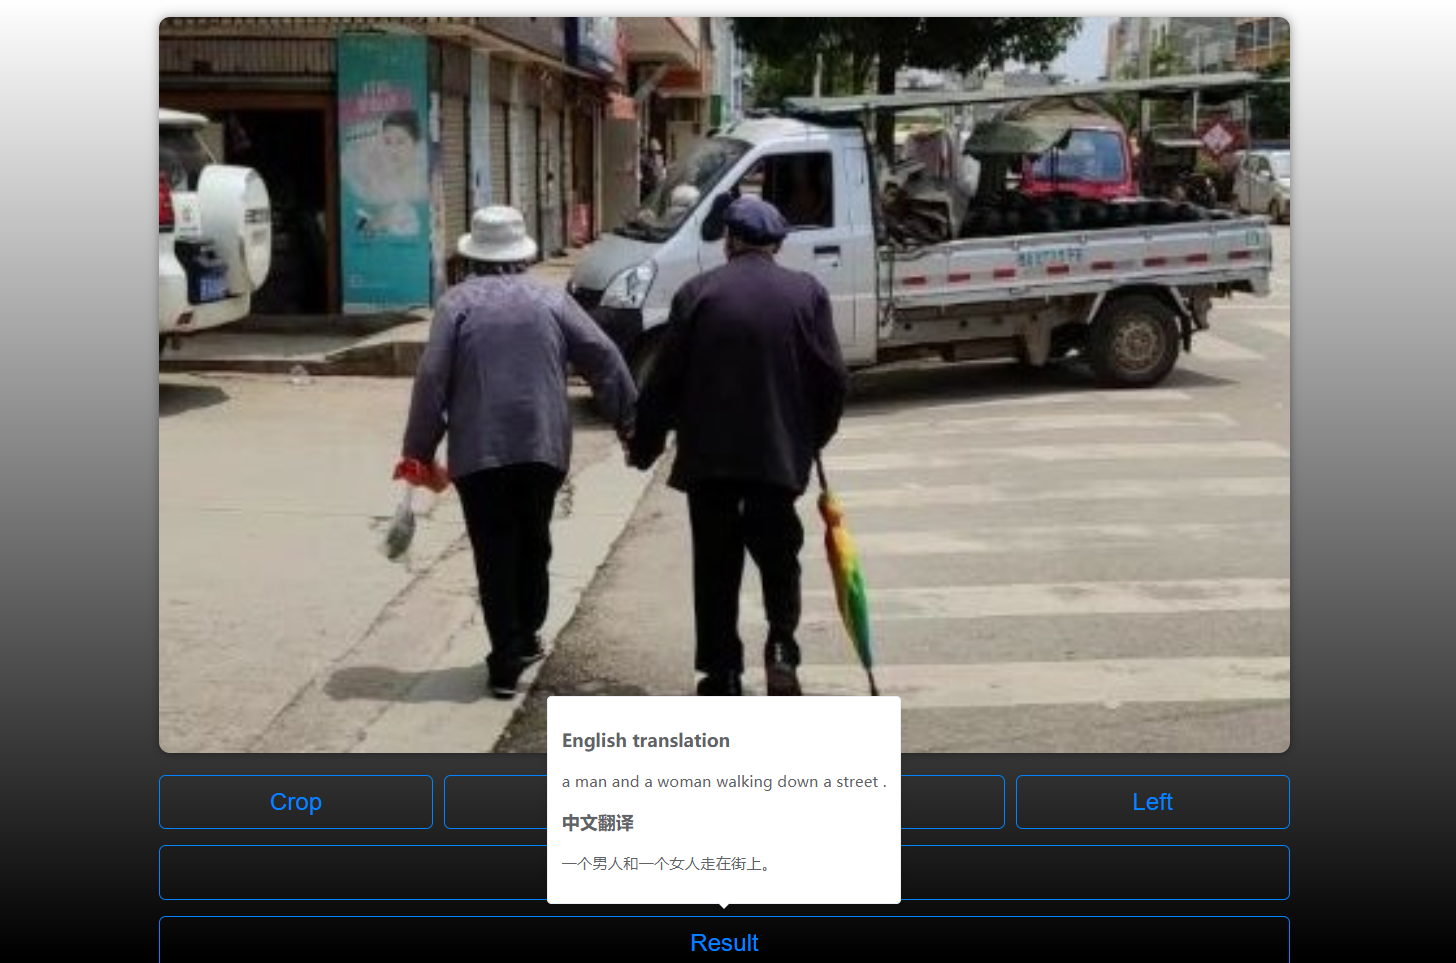 English translation
a man and a woman walking down a street .
中文翻译
一个男人和一个女人走在街上。
Crop
Left
Result